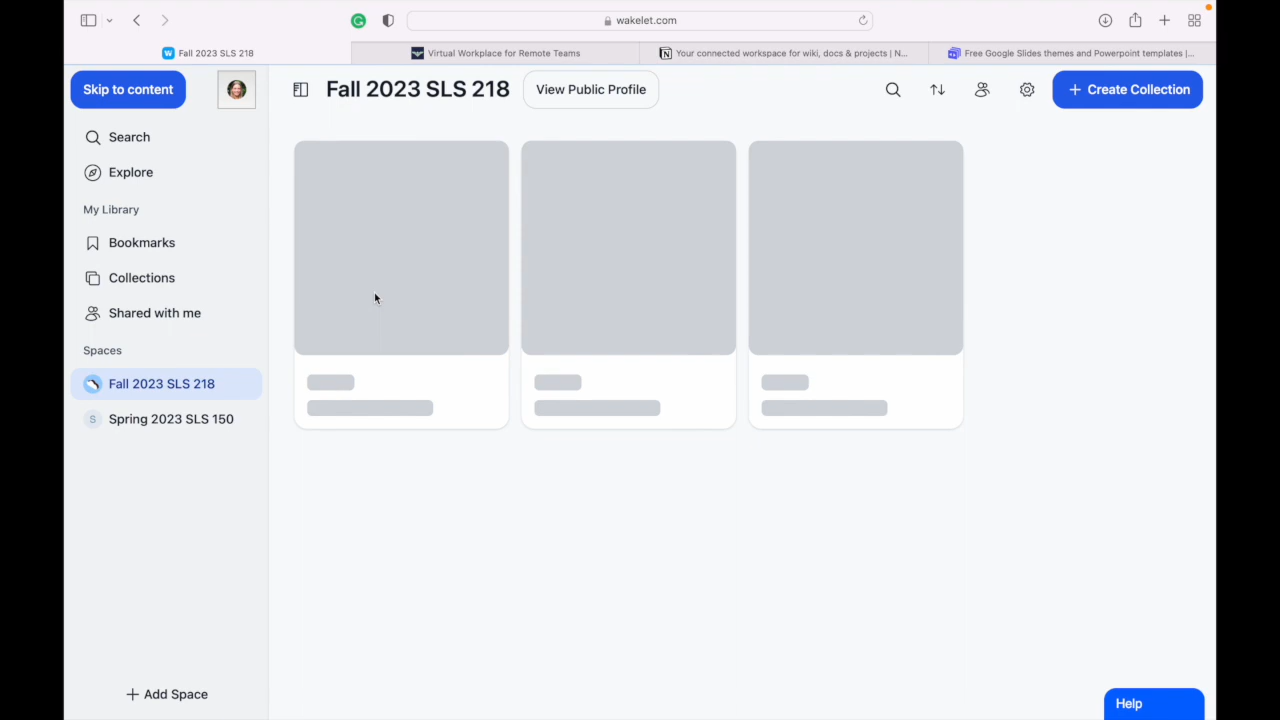 wakelet.com
Fall 2023 SLS 218
Virtual Workplace for Remote Teams
Your connected workspace for wiki, docs & projects | N...
Free Google Slides themes and Powerpoint templates |...
Skip to content
Fall 2023 SLS 218
View Public Profile
Create Collection
Search
Explore
My Library
Bookmarks
Collections
Shared with me
Spaces
Fall 2023 SLS 218
S Spring 2023 SLS 150
Add Space
Help